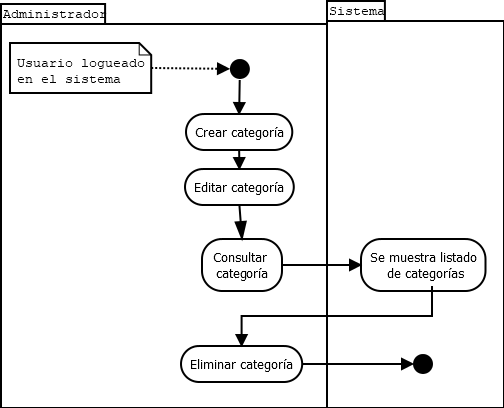 Administrador
Sistema
Usuario logueado
en el sistema
Crear categoría
Editar categoría
Consultar
categoría
Se muestra listado
de categorías
Eliminar categoría